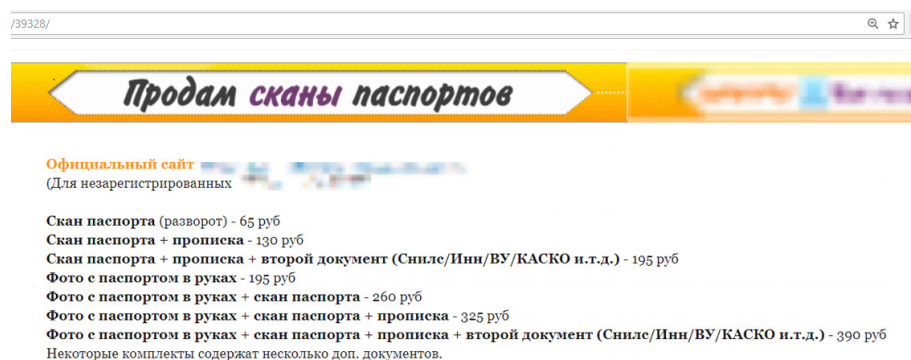 /39328/
Продам сканы паспортов
Официальный сайт
(Для незарегистрированных
Скан паспорта (разворот) - 65 руб
Скан паспорта + прописка - 130 руб
Скан паспорта + прописка + второй документ (Снилс/Инн/ВУ/КАСКО и.т.д.) - 195 руб
Фото с паспортом в руках - 195 руб
Фото с паспортом в руках + скан паспорта - 260 руб
Фото с паспортом в руках + скан паспорта + прописка - 325 руб
Фото с паспортом в руках + скан паспорта + прописка + второй документ (Снилс/Инн/ВУ/КАСКО и.т.д.) - 390 руб
Некоторые комплекты содержат несколько доп. документов.